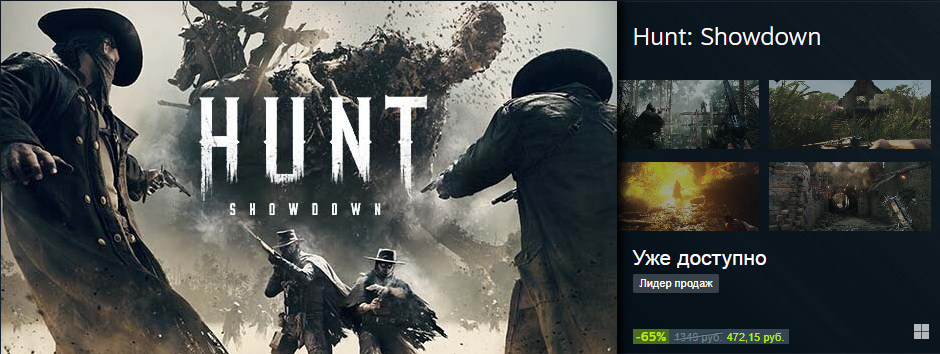 HUNT
SHOWDOWN
Hunt: Showdown
Уже доступно
Лидер продаж
-65% 1349 руб. 472,15 руб.